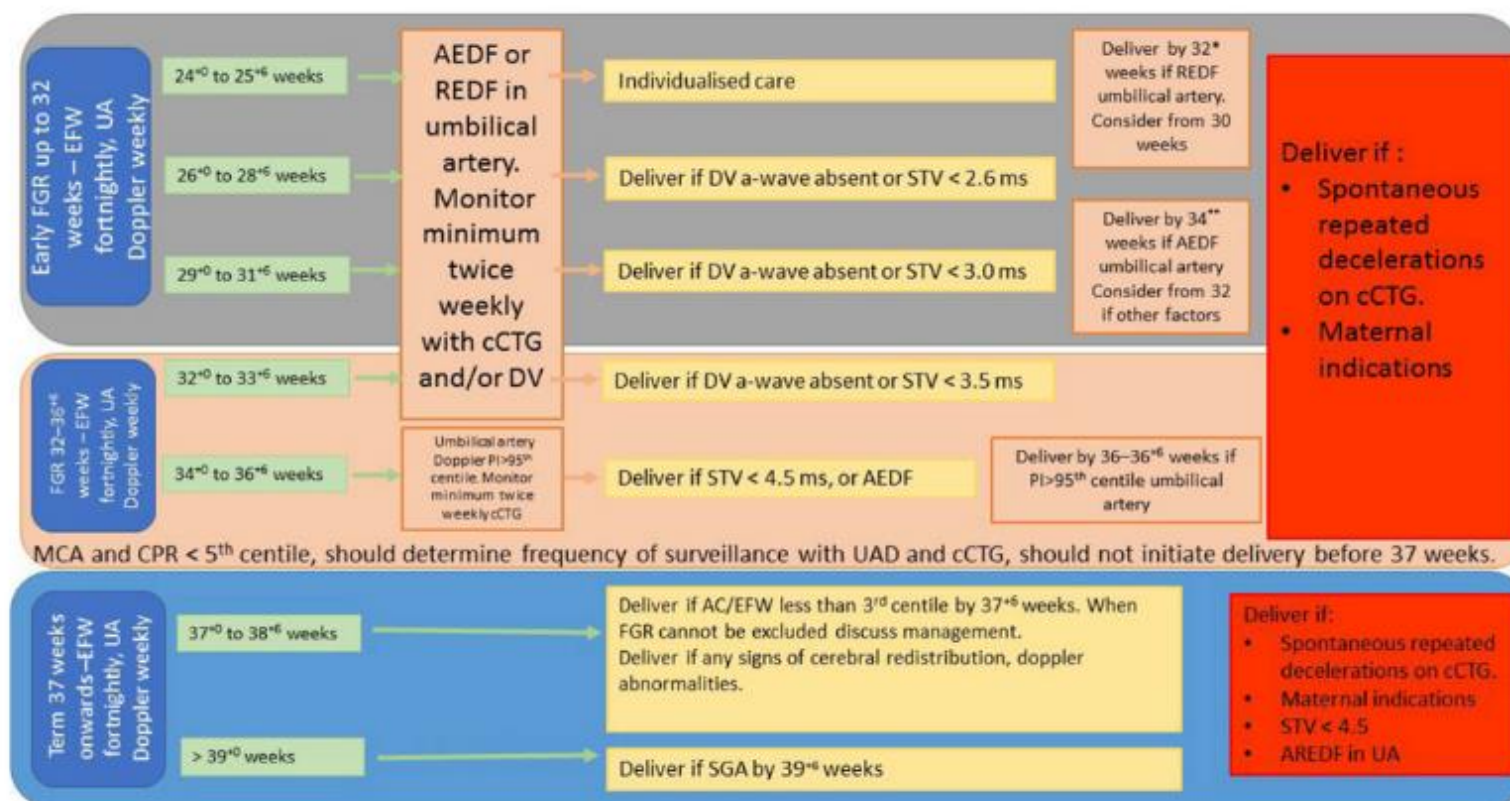 Early FGR up to 32
weeks – EFW
fortnightly, UA
Doppler weekly
24⁺⁰ to 25⁺⁶ weeks
26⁺⁰ to 28⁺⁶ weeks
29⁺⁰ to 31⁺⁶ weeks
AEDF or
REDF in
umbilical
artery.
Monitor
minimum
twice
weekly
with cCTG
and/or DV
Individualised care
Deliver if DV a-wave absent or STV < 2.6 ms
Deliver if DV a-wave absent or STV < 3.0 ms
Deliver by 32*
weeks if REDF
umbilical artery.
Consider from 30
weeks
Deliver by 34**
weeks if AEDF
umbilical artery
Consider from 32
if other factors
Deliver if :
• Spontaneous
repeated
decelerations
on cCTG.
• Maternal
indications
FGR 32–36⁺⁶
weeks – EFW
fortnightly, UA
Doppler weekly
32⁺⁰ to 33⁺⁶ weeks
Deliver if DV a-wave absent or STV < 3.5 ms
34⁺⁰ to 36⁺⁶ weeks
Umbilical artery
Doppler PI>95th
centile. Monitor
minimum twice
weekly cCTG
Deliver if STV < 4.5 ms, or AEDF
Deliver by 36–36⁺⁶ weeks if
PI>95th centile umbilical
artery
MCA and CPR < 5th centile, should determine frequency of surveillance with UAD and cCTG, should not initiate delivery before 37 weeks.
Term 37 weeks
onwards –EFW
fortnightly, UA
Doppler weekly
37⁺⁰ to 38⁺⁶ weeks
Deliver if AC/EFW less than 3rd centile by 37⁺⁶ weeks. When
FGR cannot be excluded discuss management.
Deliver if any signs of cerebral redistribution, doppler
abnormalities.
> 39⁺⁰ weeks
Deliver if SGA by 39⁺⁶ weeks
Deliver if:
• Spontaneous repeated
decelerations on cCTG.
• Maternal indications
• STV < 4.5
• AREDF in UA